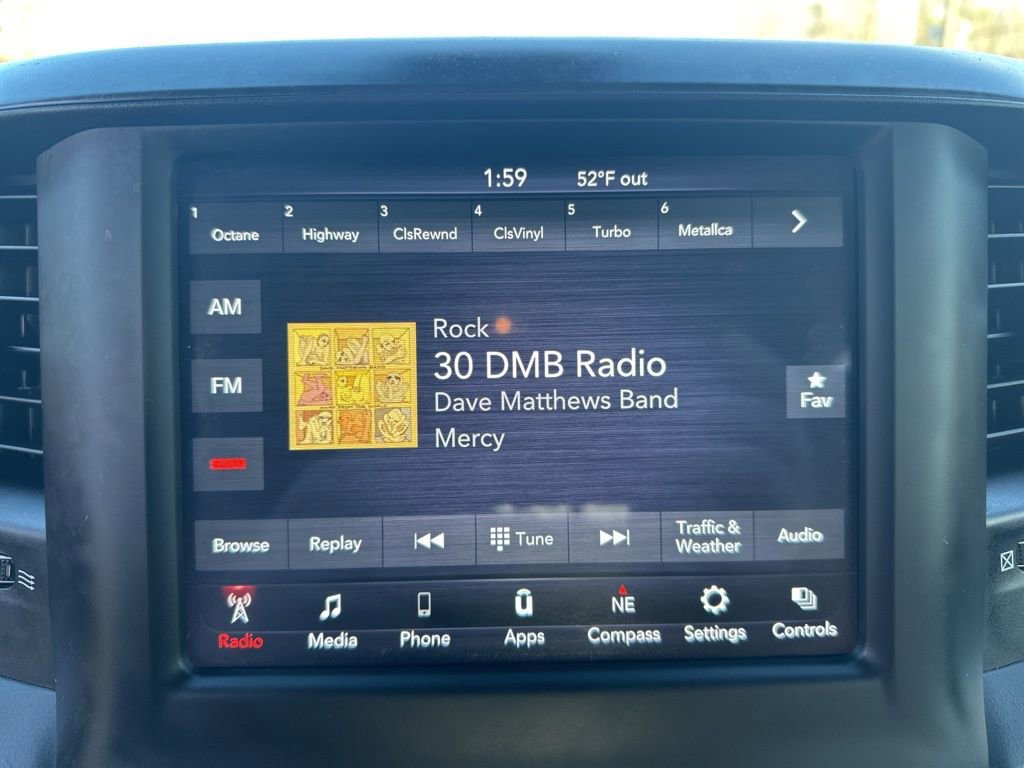 1:59 52°F out
1 Octane 2 Highway 3 ClsRewnd 4 ClsVinyl 5 Turbo 6 Metallca
AM
FM
Rock
30 DMB Radio
Dave Matthews Band
Mercy
Fav
Browse Replay Tune Traffic & Weather Audio
Radio Media Phone Apps NE Compass Settings Controls